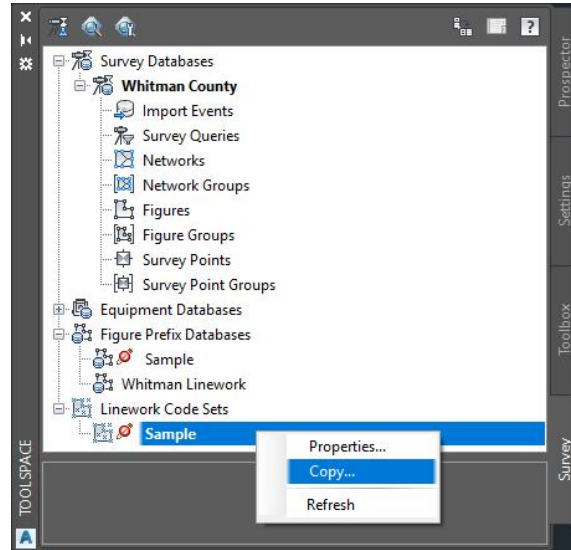 Survey Databases
Whitman County
Import Events
Survey Queries
Networks
Network Groups
Figures
Figure Groups
Survey Points
Survey Point Groups
Equipment Databases
Figure Prefix Databases
Sample
Whitman Linework
Linework Code Sets
Sample
Properties...
Copy...
Refresh
Prospector
Settings
Toolbox
Survey
TOOLSPACE